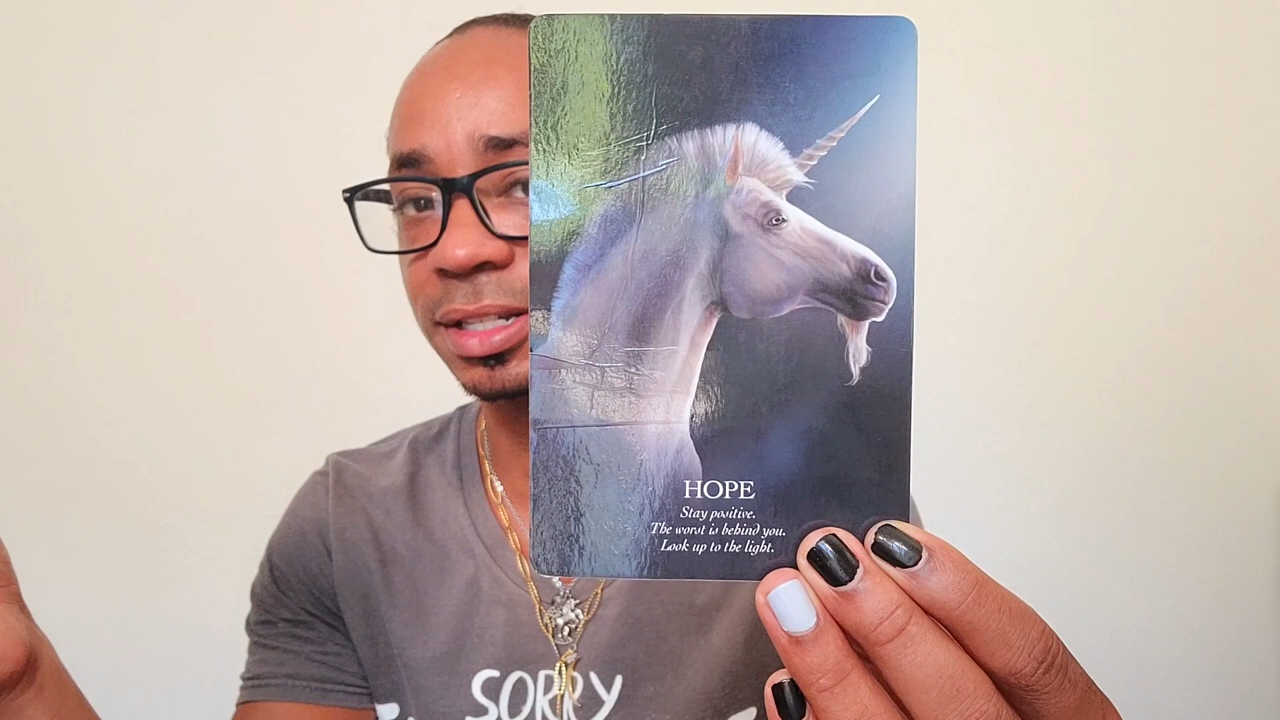 HOPE
Stay positive.
The worst is behind you.
Look up to the light.
SORRY